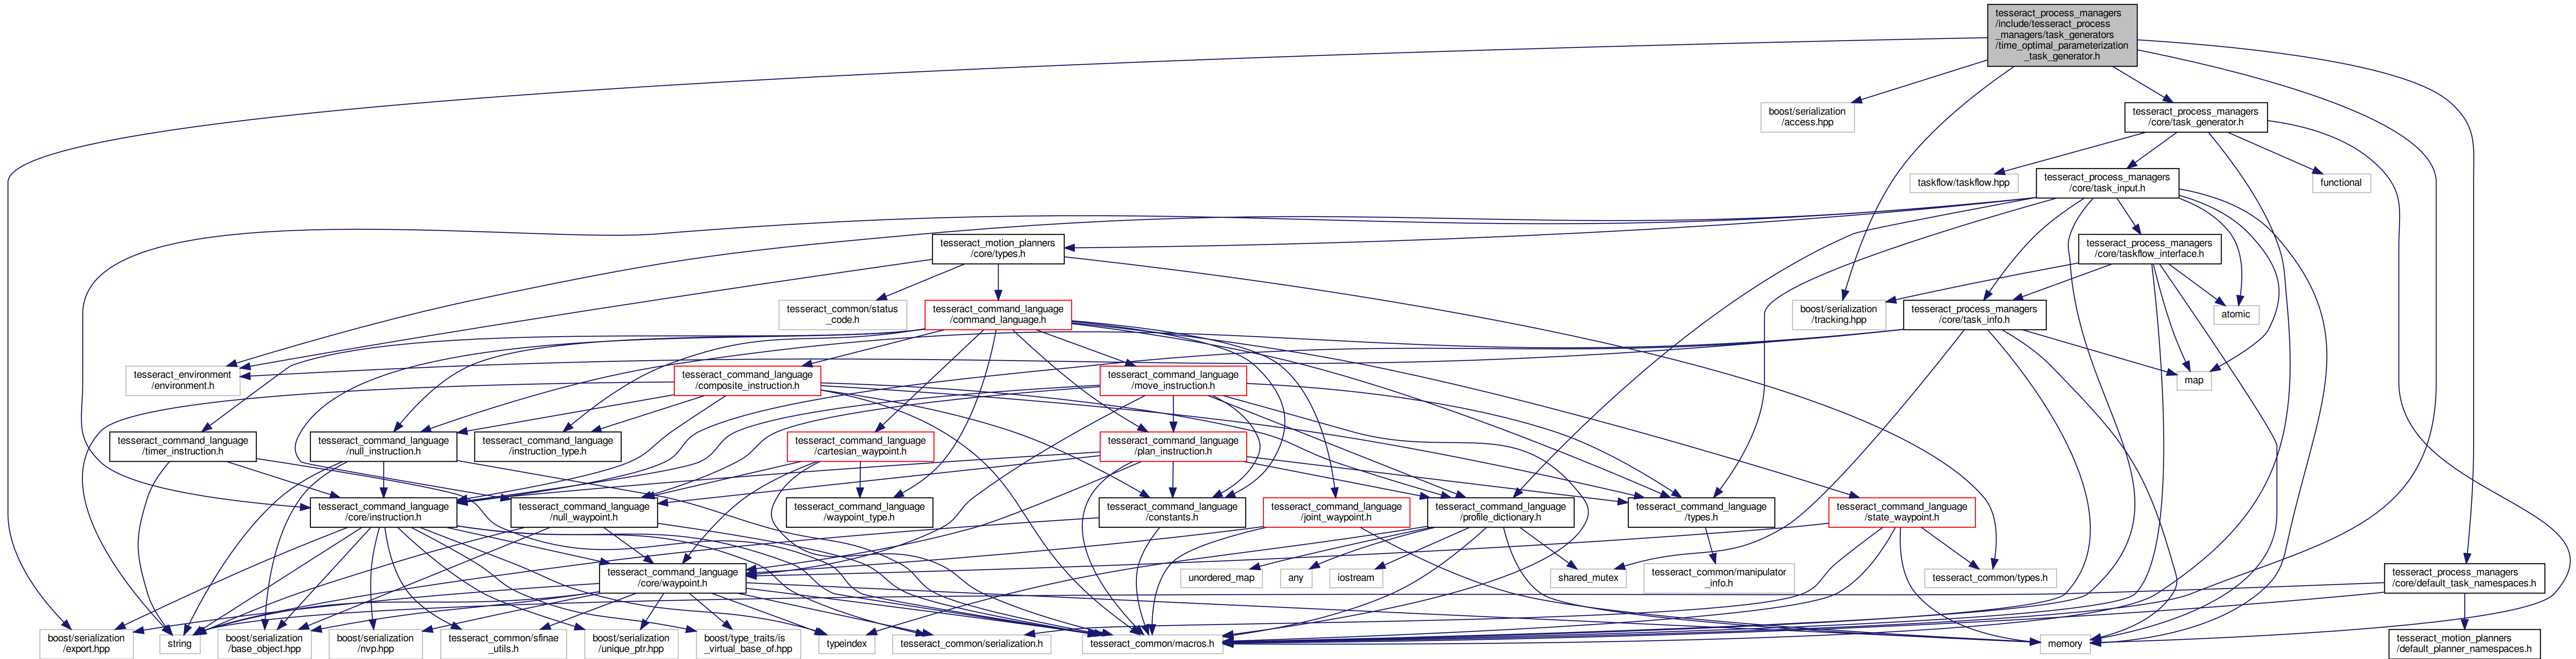 tesseract_process_managers
/include/tesseract_process
_managers/task_generators
/time_optimal_parameterization
_task_generator.h
boost/serialization
/access.hpp
tesseract_process_managers
/core/task_generator.h
taskflow/taskflow.hpp
tesseract_process_managers
/core/task_input.h
functional
tesseract_motion_planners
/core/types.h
tesseract_process_managers
/core/taskflow_interface.h
tesseract_common/status
_code.h
tesseract_command_language
/command_language.h
boost/serialization
/tracking.hpp
tesseract_process_managers
/core/task_info.h
atomic
tesseract_environment
/environment.h
tesseract_command_language
/composite_instruction.h
tesseract_command_language
/move_instruction.h
map
tesseract_command_language
/timer_instruction.h
tesseract_command_language
/null_instruction.h
tesseract_command_language
/instruction_type.h
tesseract_command_language
/cartesian_waypoint.h
tesseract_command_language
/plan_instruction.h
tesseract_command_language
/core/instruction.h
tesseract_command_language
/null_waypoint.h
tesseract_command_language
/waypoint_type.h
tesseract_command_language
/constants.h
tesseract_command_language
/joint_waypoint.h
tesseract_command_language
/profile_dictionary.h
tesseract_command_language
/types.h
tesseract_command_language
/state_waypoint.h
tesseract_command_language
/core/waypoint.h
unordered_map
any
iostream
shared_mutex
tesseract_common/manipulator
_info.h
tesseract_common/types.h
tesseract_process_managers
/core/default_task_namespaces.h
boost/serialization
/export.hpp
string
boost/serialization
/base_object.hpp
boost/serialization
/nvp.hpp
tesseract_common/sfinae
_utils.h
boost/serialization
/unique_ptr.hpp
boost/type_traits/is
_virtual_base_of.hpp
typeindex
tesseract_common/serialization.h
tesseract_common/macros.h
memory
tesseract_motion_planners
/default_planner_namespaces.h